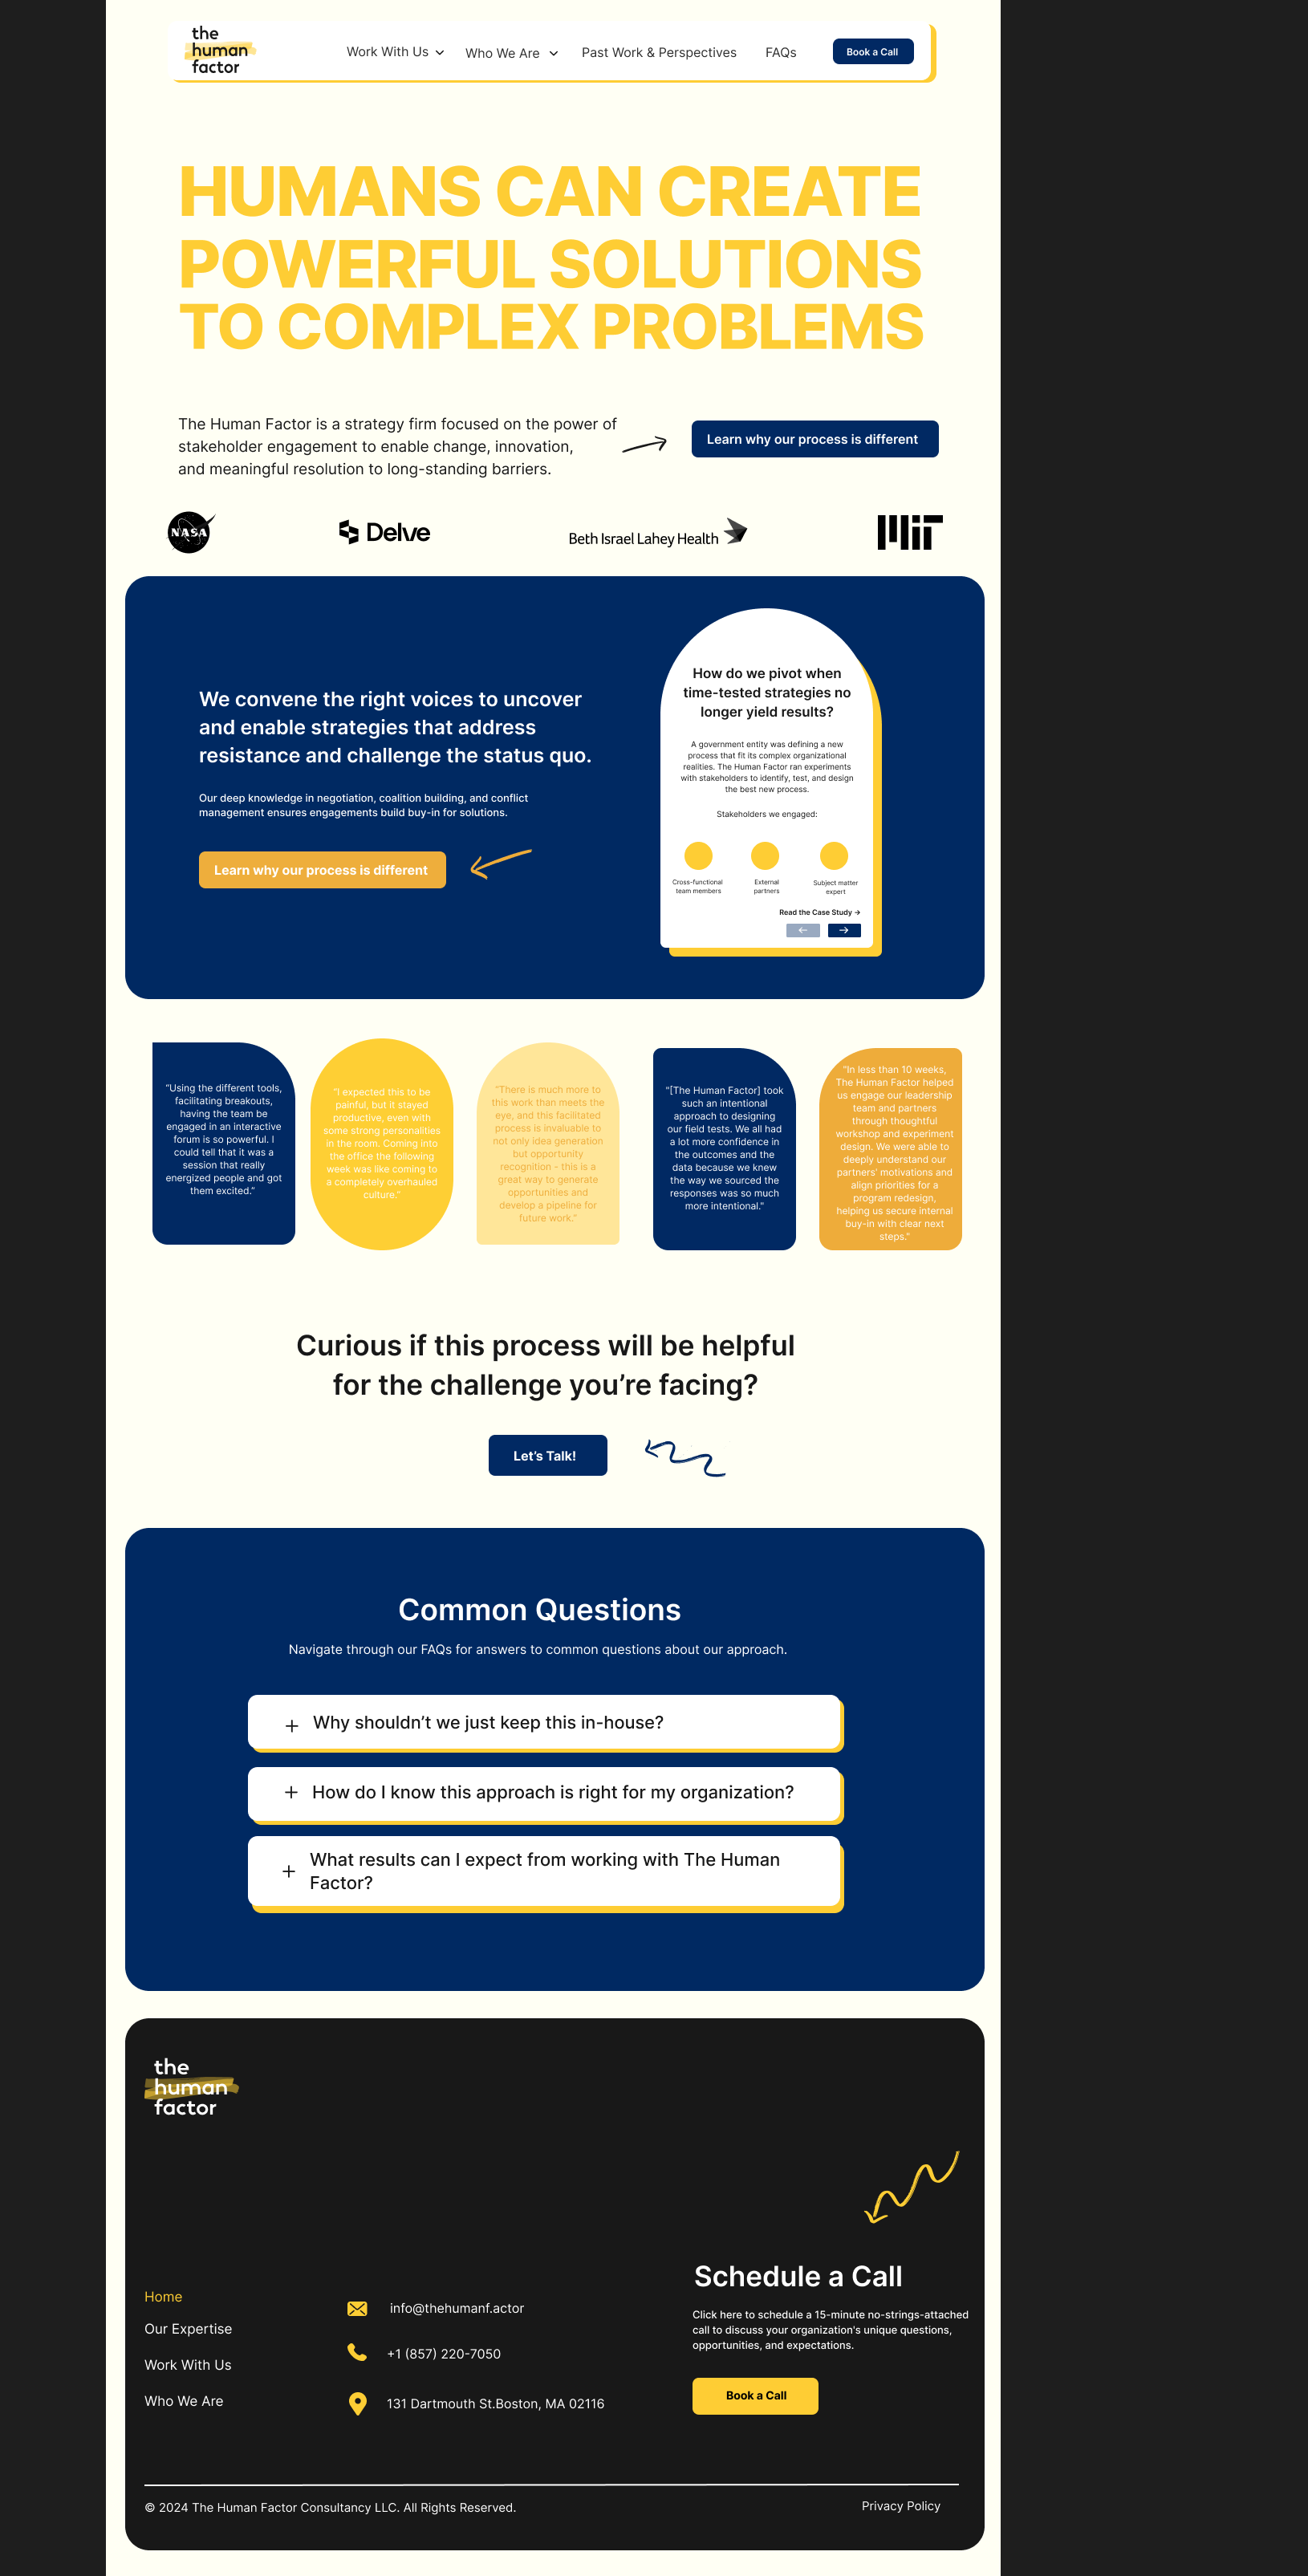 the
human
factor
Work With Us
Who We Are
Past Work & Perspectives
FAQs
Book a Call
HUMANS CAN CREATE
POWERFUL SOLUTIONS
TO COMPLEX PROBLEMS
The Human Factor is a strategy firm focused on the power of
stakeholder engagement to enable change, innovation,
and meaningful resolution to long-standing barriers.
Learn why our process is different
NASA
Delve
Beth Israel Lahey Health
MIT
We convene the right voices to uncover
and enable strategies that address
resistance and challenge the status quo.
Our deep knowledge in negotiation, coalition building, and conflict
management ensures engagements build buy-in for solutions.
Learn why our process is different
How do we pivot when
time-tested strategies no
longer yield results?
A government entity was defining a new
process that fit its complex organizational
realities. The Human Factor ran experiments
with stakeholders to identify, test, and design
the best new process.
Stakeholders we engaged:
Cross-functional
team members
External
partners
Subject matter
expert
Read the Case Study →
"Using the different tools,
facilitating breakouts,
having the team be
engaged in an interactive
forum is so powerful. I
could tell that it was a
session that really
energized people and got
them excited."
"I expected this to be
painful, but it stayed
productive, even with
some strong personalities
in the room. Coming into
the office the following
week was like coming to
a completely overhauled
culture."
"There is much more to
this work than meets the
eye, and this facilitated
process is invaluable to
not only idea generation
but opportunity
recognition - this is a
great way to generate
opportunities and
develop a pipeline for
future work."
"[The Human Factor] took
such an intentional
approach to designing
our field tests. We all had
a lot more confidence in
the outcomes and the
data because we knew
the way we sourced the
responses was so much
more intentional."
"In less than 10 weeks,
The Human Factor helped
us engage our leadership
team and partners
through thoughtful
workshop and experiment
design. We were able to
deeply understand our
partners' motivations and
align priorities for a
program redesign,
helping us secure internal
buy-in with clear next
steps."
Curious if this process will be helpful
for the challenge you're facing?
Let's Talk!
Common Questions
Navigate through our FAQs for answers to common questions about our approach.
Why shouldn't we just keep this in-house?
How do I know this approach is right for my organization?
What results can I expect from working with The Human
Factor?
the
human
factor
Home
Our Expertise
Work With Us
Who We Are
info@thehumanf.actor
+1 (857) 220-7050
131 Dartmouth St.Boston, MA 02116
Schedule a Call
Click here to schedule a 15-minute no-strings-attached
call to discuss your organization's unique questions,
opportunities, and expectations.
Book a Call
© 2024 The Human Factor Consultancy LLC. All Rights Reserved.
Privacy Policy